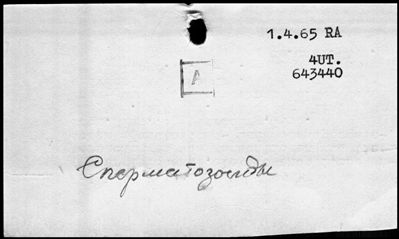 1.4.65 RA
4UT.
643440
A
Сперматозоиды